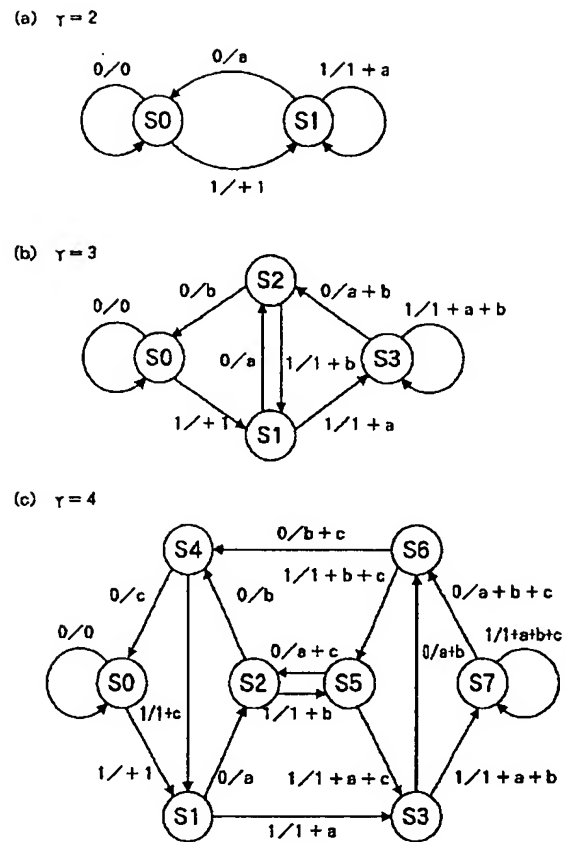 (a) γ=2
0/0
0/a
1/1+a
S0
S1
1/+1
(b) γ=3
S2
0/0
0/b
0/a+b
1/1+a+b
S0
0/a
1/1+b
S3
1/+1
1/1+a
S1
(c) γ=4
S4
0/b+c
S6
1/1+b+c
0/c
0/b
0/a+b+c
0/0
0/a+c
0/a+b
1/1+a+b+c
S0
S2
S5
S7
1/1+c
1/1+b
1/+1
0/a
1/1+a+c
1/1+a+b
S1
1/1+a
S3